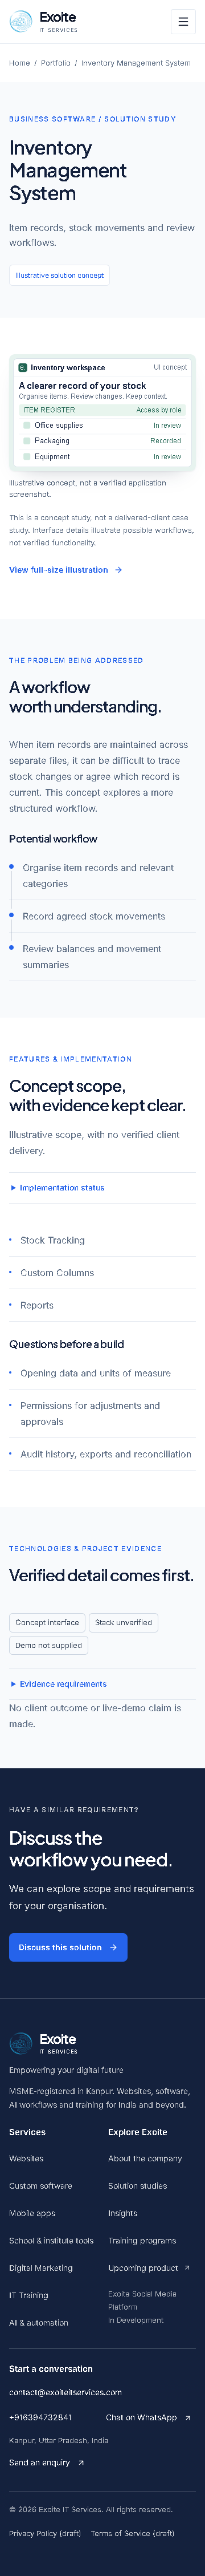 Exoite
IT SERVICES
Home / Portfolio / Inventory Management System
BUSINESS SOFTWARE / SOLUTION STUDY
Inventory
Management
System
Item records, stock movements and review
workflows.
Illustrative solution concept
Inventory workspace
UI concept
A clearer record of your stock
Organise items. Review changes. Keep context.
ITEM REGISTER
Access by role
Office supplies
In review
Packaging
Recorded
Equipment
In review
Illustrative concept, not a verified application
screenshot.
This is a concept study, not a delivered-client case
study. Interface details illustrate possible workflows,
not verified functionality.
View full-size illustration →
THE PROBLEM BEING ADDRESSED
A workflow
worth understanding.
When item records are maintained across
separate files, it can be difficult to trace
stock changes or agree which record is
current. This concept explores a more
structured workflow.
Potential workflow
Organise item records and relevant
categories
Record agreed stock movements
Review balances and movement
summaries
FEATURES & IMPLEMENTATION
Concept scope,
with evidence kept clear.
Illustrative scope, with no verified client
delivery.
Implementation status
Stock Tracking
Custom Columns
Reports
Questions before a build
Opening data and units of measure
Permissions for adjustments and
approvals
Audit history, exports and reconciliation
TECHNOLOGIES & PROJECT EVIDENCE
Verified detail comes first.
Concept interface
Stack unverified
Demo not supplied
Evidence requirements
No client outcome or live-demo claim is
made.
HAVE A SIMILAR REQUIREMENT?
Discuss the
workflow you need.
We can explore scope and requirements
for your organisation.
Discuss this solution →
Exoite
IT SERVICES
Empowering your digital future
MSME-registered in Kanpur. Websites, software,
AI workflows and training for India and beyond.
Services
Websites
Custom software
Mobile apps
School & institute tools
Digital Marketing
IT Training
AI & automation
Explore Exoite
About the company
Solution studies
Insights
Training programs
Upcoming product ↗
Exoite Social Media
Platform
In Development
Start a conversation
contact@exoiteitservices.com
+916394732841
Chat on WhatsApp ↗
Kanpur, Uttar Pradesh, India
Send an enquiry ↗
© 2026 Exoite IT Services. All rights reserved.
Privacy Policy (draft)
Terms of Service (draft)